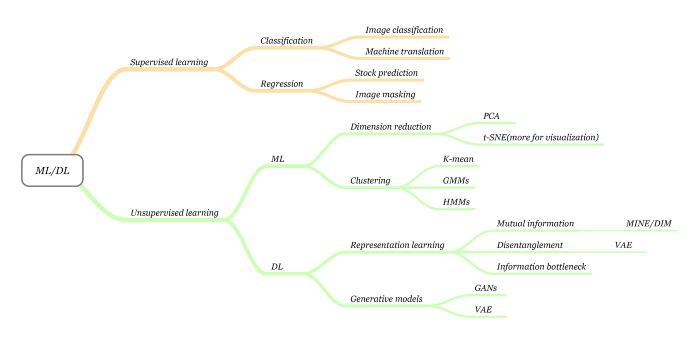 ML/DL
Supervised learning
Classification
Image classification
Machine translation
Regression
Stock prediction
Image masking
Unsupervised learning
ML
Dimension reduction
PCA
t-SNE(more for visualization)
Clustering
K-mean
GMMs
HMMs
DL
Representation learning
Mutual information
MINE/DIM
Disentanglement
VAE
Information bottleneck
Generative models
GANs
VAE